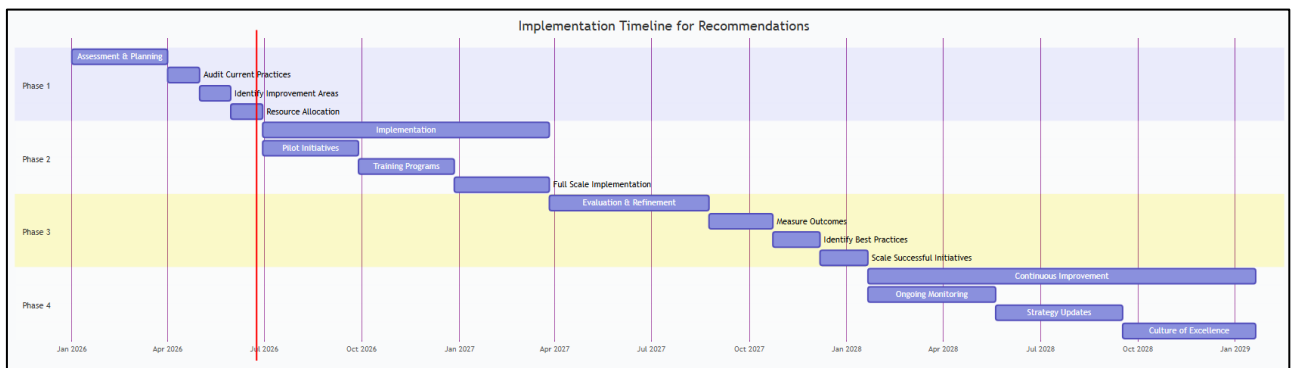 Implementation Timeline for Recommendations
Assessment & Planning
Audit Current Practices
Phase 1
Identify Improvement Areas
Resource Allocation
Implementation
Pilot Initiatives
Phase 2
Training Programs
Full Scale Implementation
Evaluation & Refinement
Measure Outcomes
Phase 3
Identify Best Practices
Scale Successful Initiatives
Continuous Improvement
Ongoing Monitoring
Phase 4
Strategy Updates
Culture of Excellence
Jan 2026 Apr 2026 Jul 2026 Oct 2026 Jan 2027 Apr 2027 Jul 2027 Oct 2027 Jan 2028 Apr 2028 Jul 2028 Oct 2028 Jan 2029